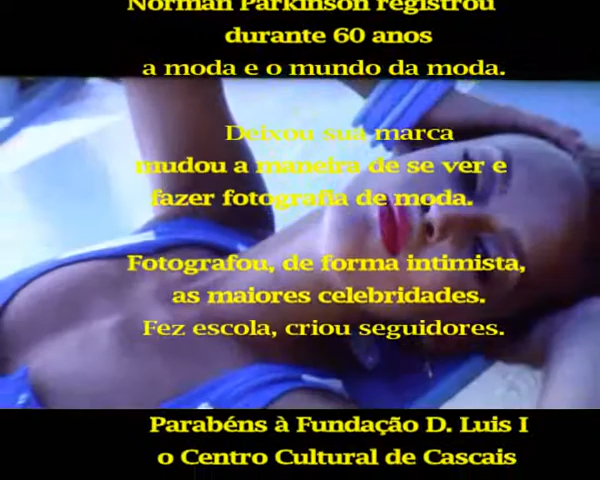 Norman Parkinson registrou
durante 60 anos
a moda e o mundo da moda.
Deixou sua marca
mudou a maneira de se ver e
fazer fotografia de moda.
Fotografou, de forma intimista,
as maiores celebridades.
Fez escola, criou seguidores.
Parabéns à Fundação D. Luis I
o Centro Cultural de Cascais